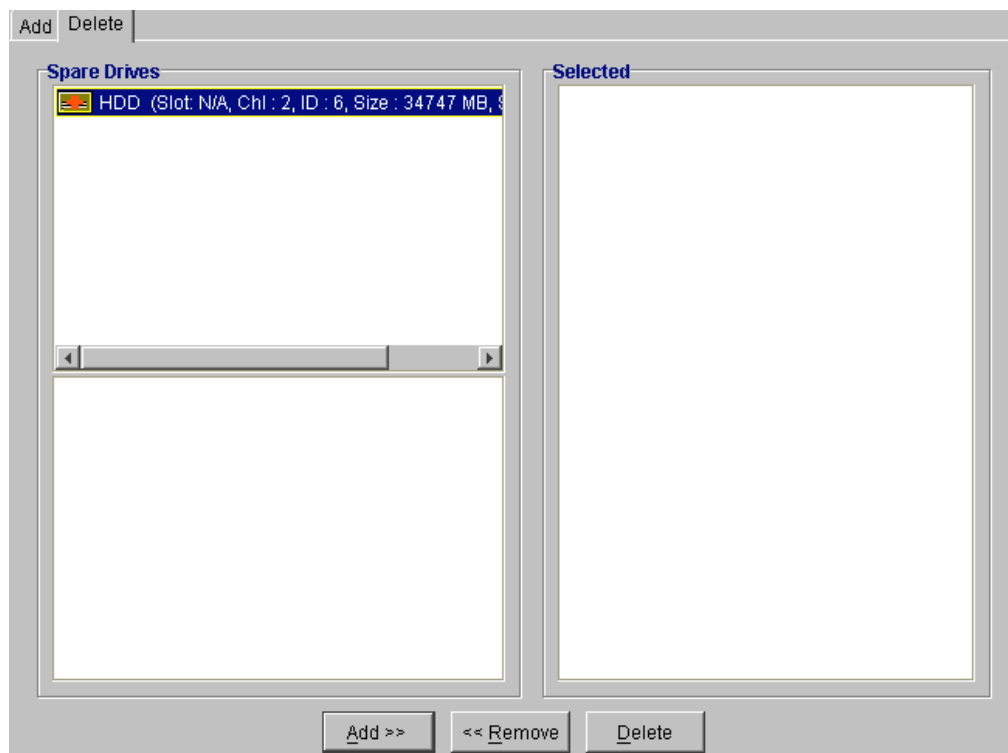 Add Delete
Spare Drives
HDD (Slot: N/A, Chl : 2, ID : 6, Size : 34747 MB,
Selected
Add >>
<< Remove
Delete